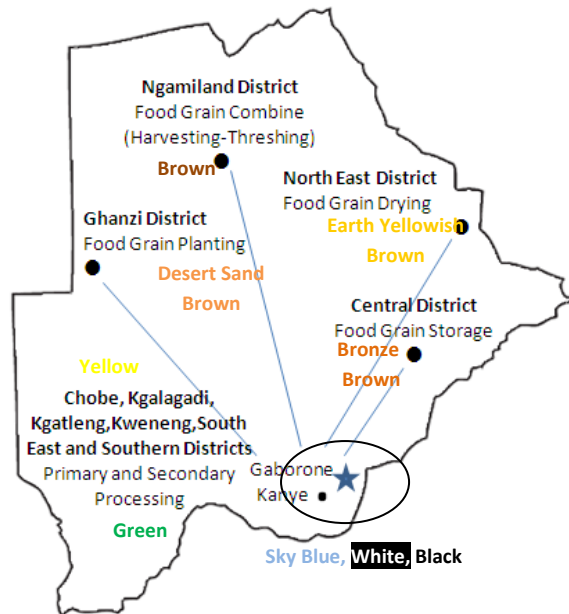 Ngamiland District
Food Grain Combine
(Harvesting-Threshing)
Brown
North East District
Food Grain Drying
Earth Yellowish
Brown
Ghanzi District
Food Grain Planting
Desert Sand
Brown
Central District
Food Grain Storage
Bronze
Brown
Yellow
Chobe, Kgalagadi,
Kgatleng,Kweneng,South
East and Southern Districts
Primary and Secondary
Processing
Green
Gaborone
Kanye
Sky Blue, White, Black